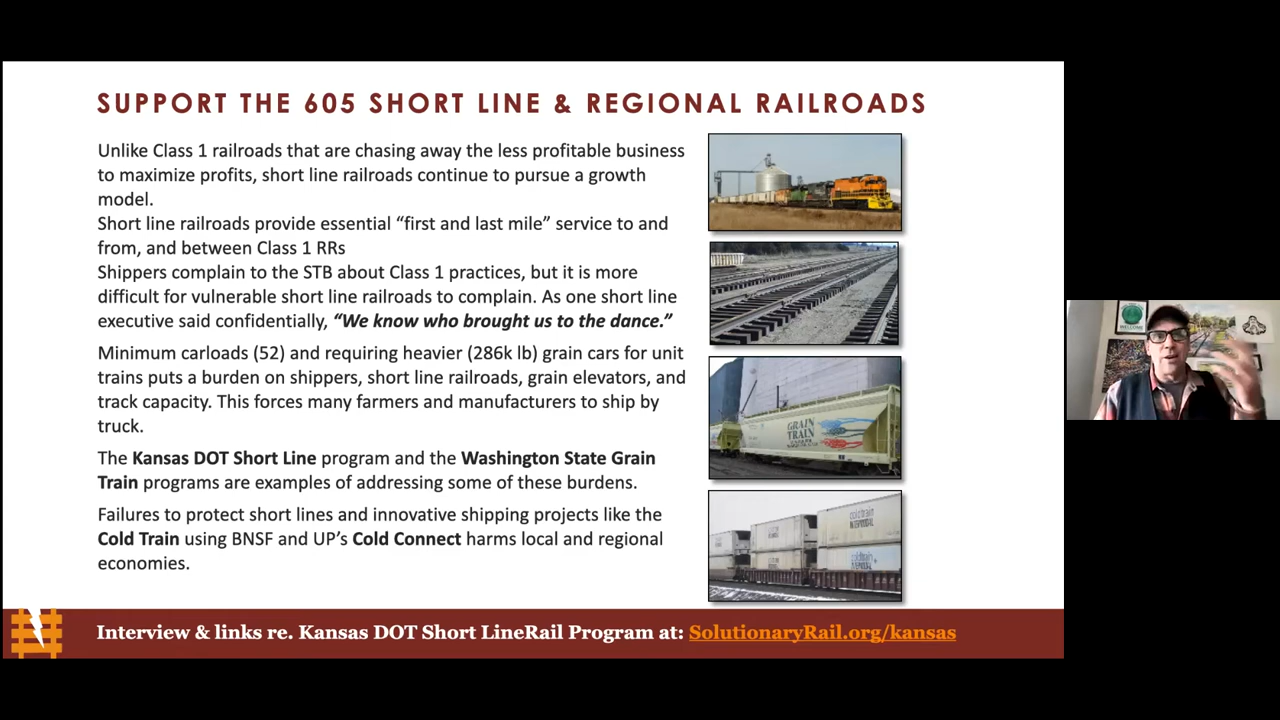 SUPPORT THE 605 SHORT LINE & REGIONAL RAILROADS
Unlike Class 1 railroads that are chasing away the less profitable business
to maximize profits, short line railroads continue to pursue a growth
model.
Short line railroads provide essential “first and last mile” service to and
from, and between Class 1 RRs
Shippers complain to the STB about Class 1 practices, but it is more
difficult for vulnerable short line railroads to complain. As one short line
executive said confidentially, “We know who brought us to the dance.”
Minimum carloads (52) and requiring heavier (286k lb) grain cars for unit
trains puts a burden on shippers, short line railroads, grain elevators, and
track capacity. This forces many farmers and manufacturers to ship by
truck.
The Kansas DOT Short Line program and the Washington State Grain
Train programs are examples of addressing some of these burdens.
Failures to protect short lines and innovative shipping projects like the
Cold Train using BNSF and UP’s Cold Connect harms local and regional
economies.
GRAIN
TRAIN
coldtrain
coldtrain
WELCOME
Interview & links re. Kansas DOT Short LineRail Program at: SolutionaryRail.org/kansas